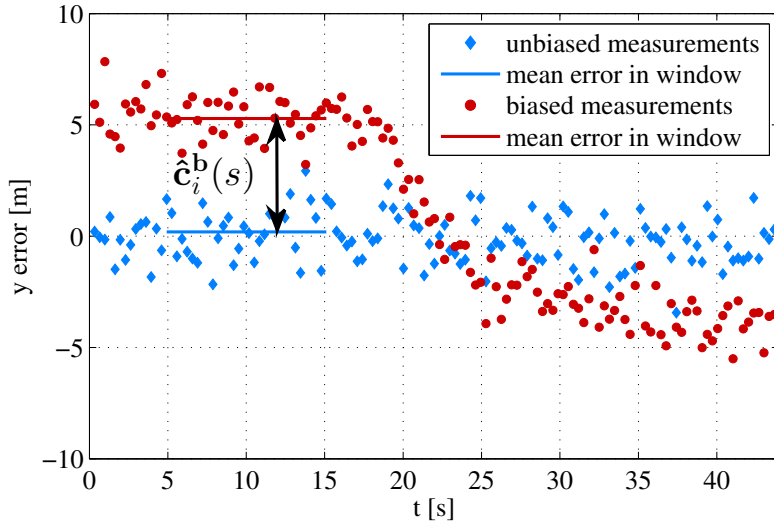 10
5
0
−5
−10
y error [m]
unbiased measurements
mean error in window
biased measurements
mean error in window
ĉᵢᵇ(s)
0 5 10 15 20 25 30 35 40
t [s]